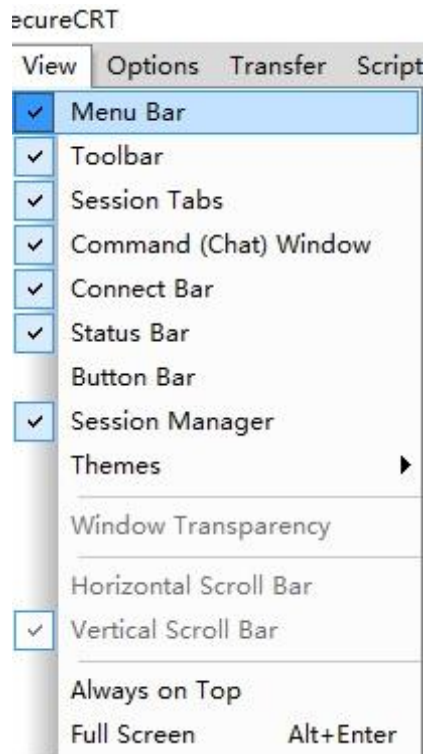 ecureCRT
View Options Transfer Script
Menu Bar
Toolbar
Session Tabs
Command (Chat) Window
Connect Bar
Status Bar
Button Bar
Session Manager
Themes
Window Transparency
Horizontal Scroll Bar
Vertical Scroll Bar
Always on Top
Full Screen Alt+Enter